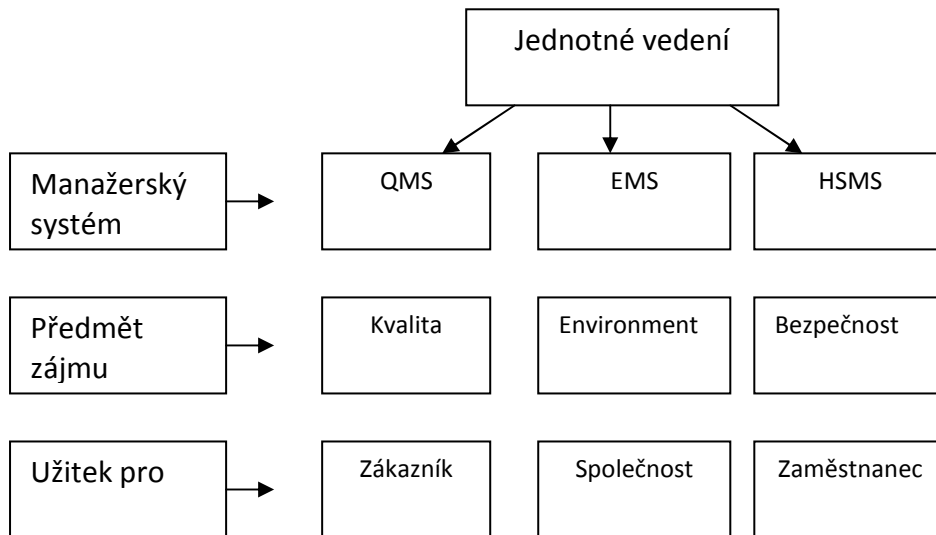 Jednotné vedení
Manažerský
systém
QMS
EMS
HSMS
Předmět
zájmu
Kvalita
Environment
Bezpečnost
Užitek pro
Zákazník
Společnost
Zaměstnanec